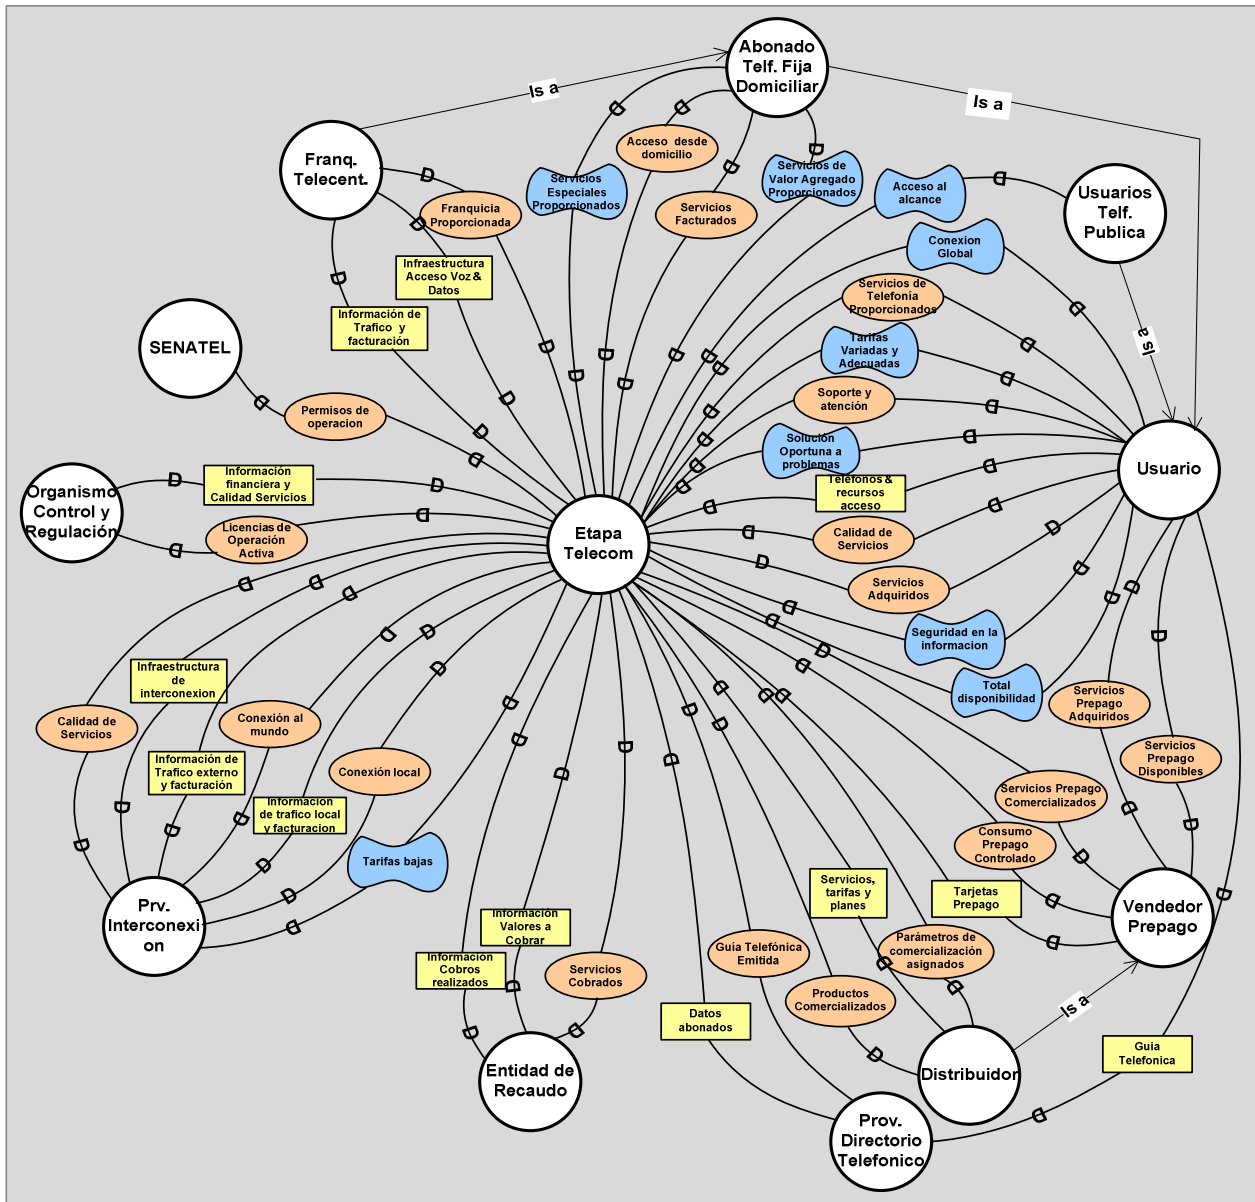 Abonado
Telf. Fija
Domiciliar
Is a
Is a
Franq.
Telecent.
Acceso desde
domicilio
Servicios
Especiales
Proporcionados
Servicios de
Valor Agregado
Proporcionados
Acceso al
alcance
Usuarios
Telf.
Publica
Franquicia
Proporcionada
Servicios
Facturados
Conexion
Global
Infraestructura
Acceso Voz &
Datos
Servicios de
Telefonía
Proporcionados
Información de
Trafico y
facturación
SENATEL
Tarifas
Variadas y
Adecuadas
Is a
Permisos de
operacion
Soporte y
atención
Solución
Oportuna a
problemas
Usuario
Información
financiera y
Calidad Servicios
Teléfonos &
recursos
acceso
Organismo
Control y
Regulación
Licencias de
Operación
Activa
Etapa
Telecom
Calidad de
Servicios
Servicios
Adquiridos
Seguridad en la
informacion
Infraestructura
de
interconexion
Total
disponibilidad
Servicios
Prepago
Adquiridos
Calidad de
Servicios
Conexión al
mundo
Servicios
Prepago
Disponibles
Información de
Trafico externo
y facturación
Conexión local
Servicios Prepago
Comercializados
Información
de trafico local
y facturacion
Consumo
Prepago
Controlado
Tarifas bajas
Servicios,
tarifas y
planes
Tarjetas
Prepago
Prv.
Interconexi
on
Vendedor
Prepago
Información
Valores a
Cobrar
Guía Telefónica
Emitida
Parámetros de
comercialización
asignados
Información
Cobros
realizados
Servicios
Cobrados
Productos
Comercializados
Is a
Datos
abonados
Guia
Telefonica
Entidad de
Recaudo
Distribuidor
Prov.
Directorio
Telefonico